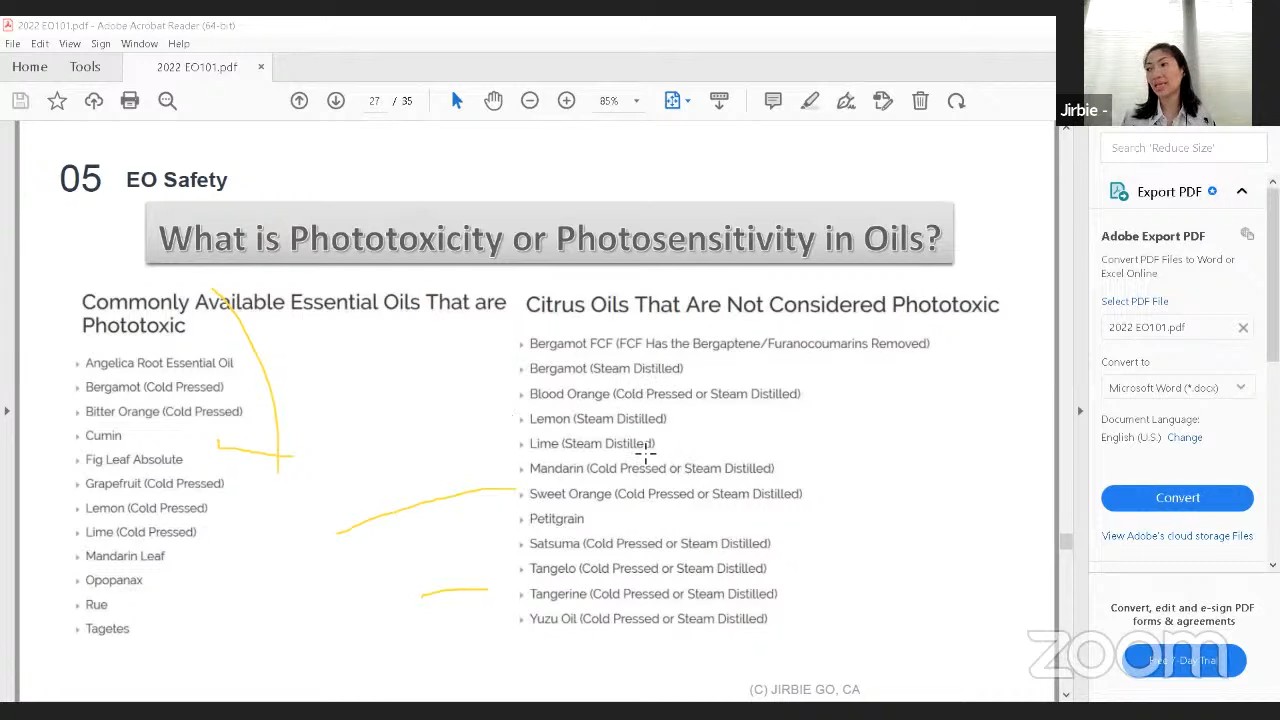 2022 EO101.pdf - Adobe Acrobat Reader (64-bit)
File Edit View Sign Window Help
Home Tools 2022 EO101.pdf ×
27 / 35 85%
Jirbie -
05 EO Safety
What is Phototoxicity or Photosensitivity in Oils?
Commonly Available Essential Oils That are
Phototoxic
Angelica Root Essential Oil
Bergamot (Cold Pressed)
Bitter Orange (Cold Pressed)
Cumin
Fig Leaf Absolute
Grapefruit (Cold Pressed)
Lemon (Cold Pressed)
Lime (Cold Pressed)
Mandarin Leaf
Opopanax
Rue
Tagetes
Citrus Oils That Are Not Considered Phototoxic
Bergamot FCF (FCF Has the Bergaptene/Furanocoumarins Removed)
Bergamot (Steam Distilled)
Blood Orange (Cold Pressed or Steam Distilled)
Lemon (Steam Distilled)
Lime (Steam Distilled)
Mandarin (Cold Pressed or Steam Distilled)
Sweet Orange (Cold Pressed or Steam Distilled)
Petitgrain
Satsuma (Cold Pressed or Steam Distilled)
Tangelo (Cold Pressed or Steam Distilled)
Tangerine (Cold Pressed or Steam Distilled)
Yuzu Oil (Cold Pressed or Steam Distilled)
(C) JIRBIE GO, CA
Search 'Reduce Size'
Export PDF
Adobe Export PDF
Convert PDF Files to Word or
Excel Online
Select PDF File
2022 EO101.pdf
Convert to
Microsoft Word (*.docx)
Document Language:
English (U.S.) Change
Convert
View Adobe's cloud storage Files
Convert, edit and e-sign PDF
forms & agreements
Free 7-Day Trial
zoom